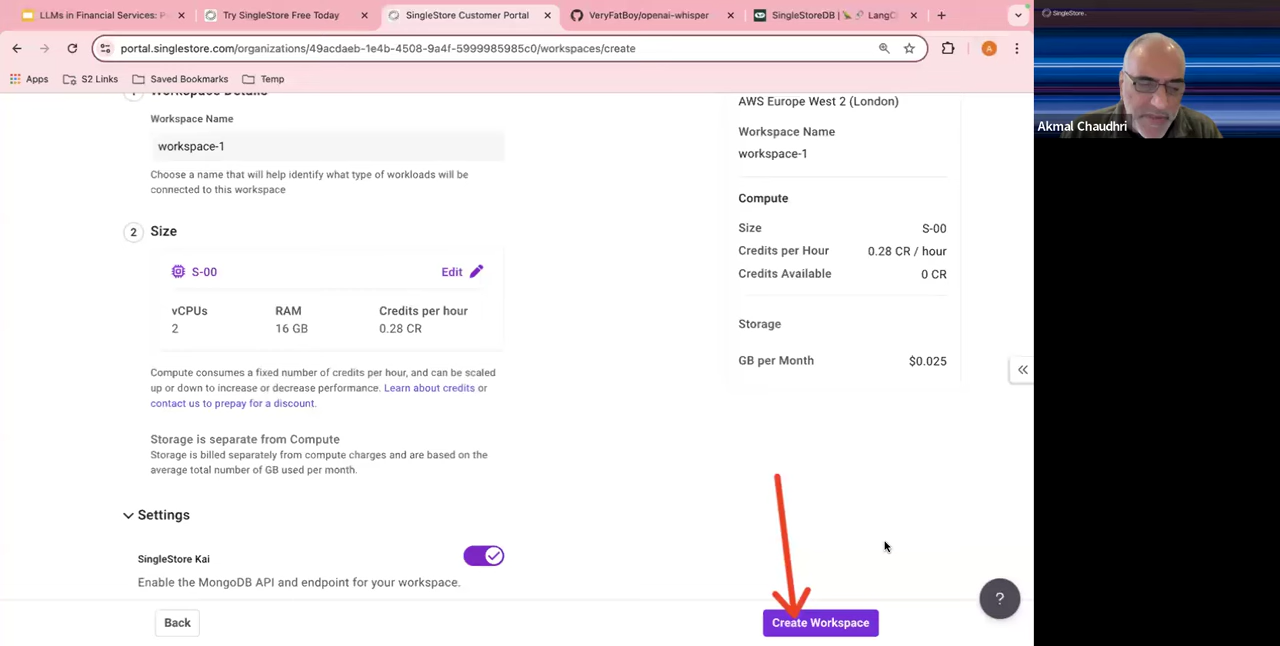 LLMs in Financial Services: P
Try SingleStore Free Today
SingleStore Customer Portal
VeryFatBoy/openai-whisper
SingleStoreDB | 🦜🔗 LangC
portal.singlestore.com/organizations/49acdaeb-1e4b-4508-9a4f-5999985985c0/workspaces/create
A
Apps
S2 Links
Saved Bookmarks
Temp
SingleStore
Akmal Chaudhri
1 Workspace Details
Workspace Name
workspace-1
Choose a name that will help identify what type of workloads will be
connected to this workspace
2 Size
S-00
Edit
vCPUs
RAM
Credits per hour
2
16 GB
0.28 CR
Compute consumes a fixed number of credits per hour, and can be scaled
up or down to increase or decrease performance. Learn about credits or
contact us to prepay for a discount.
Storage is separate from Compute
Storage is billed separately from compute charges and are based on the
average total number of GB used per month.
Settings
SingleStore Kai
Enable the MongoDB API and endpoint for your workspace.
Back
AWS Europe West 2 (London)
Workspace Name
workspace-1
Compute
Size S-00
Credits per Hour 0.28 CR / hour
Credits Available 0 CR
Storage
GB per Month $0.025
Create Workspace
?